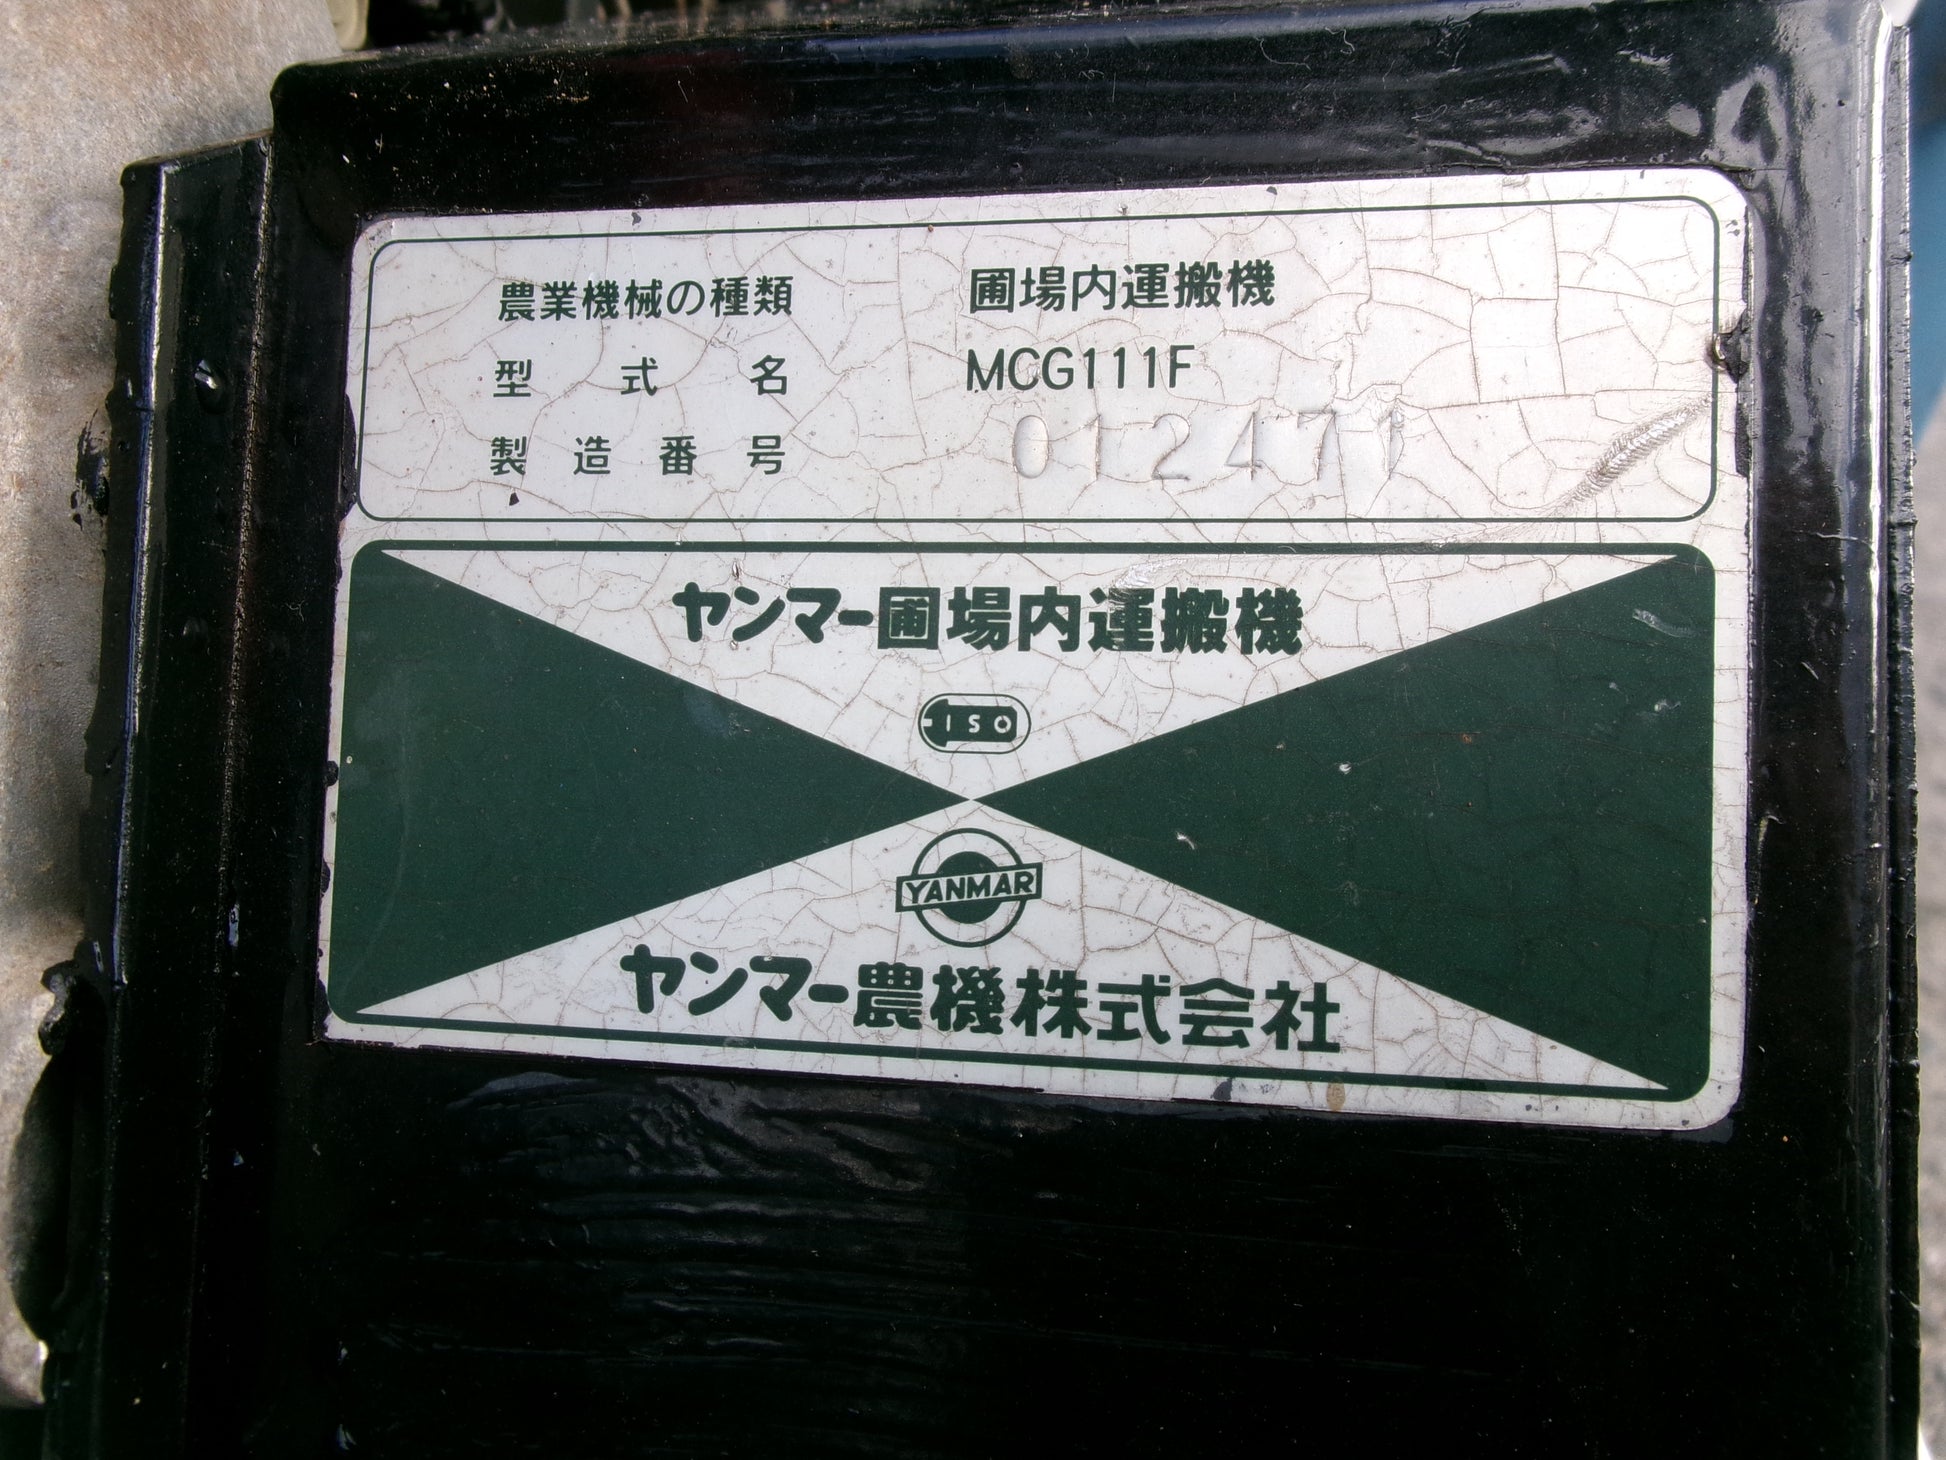 農業機械の種類 圃場内運搬機
型式名 MCG111F
製造番号 012471
ヤンマー圃場内運搬機
ISO
YANMAR
ヤンマー農機株式会社